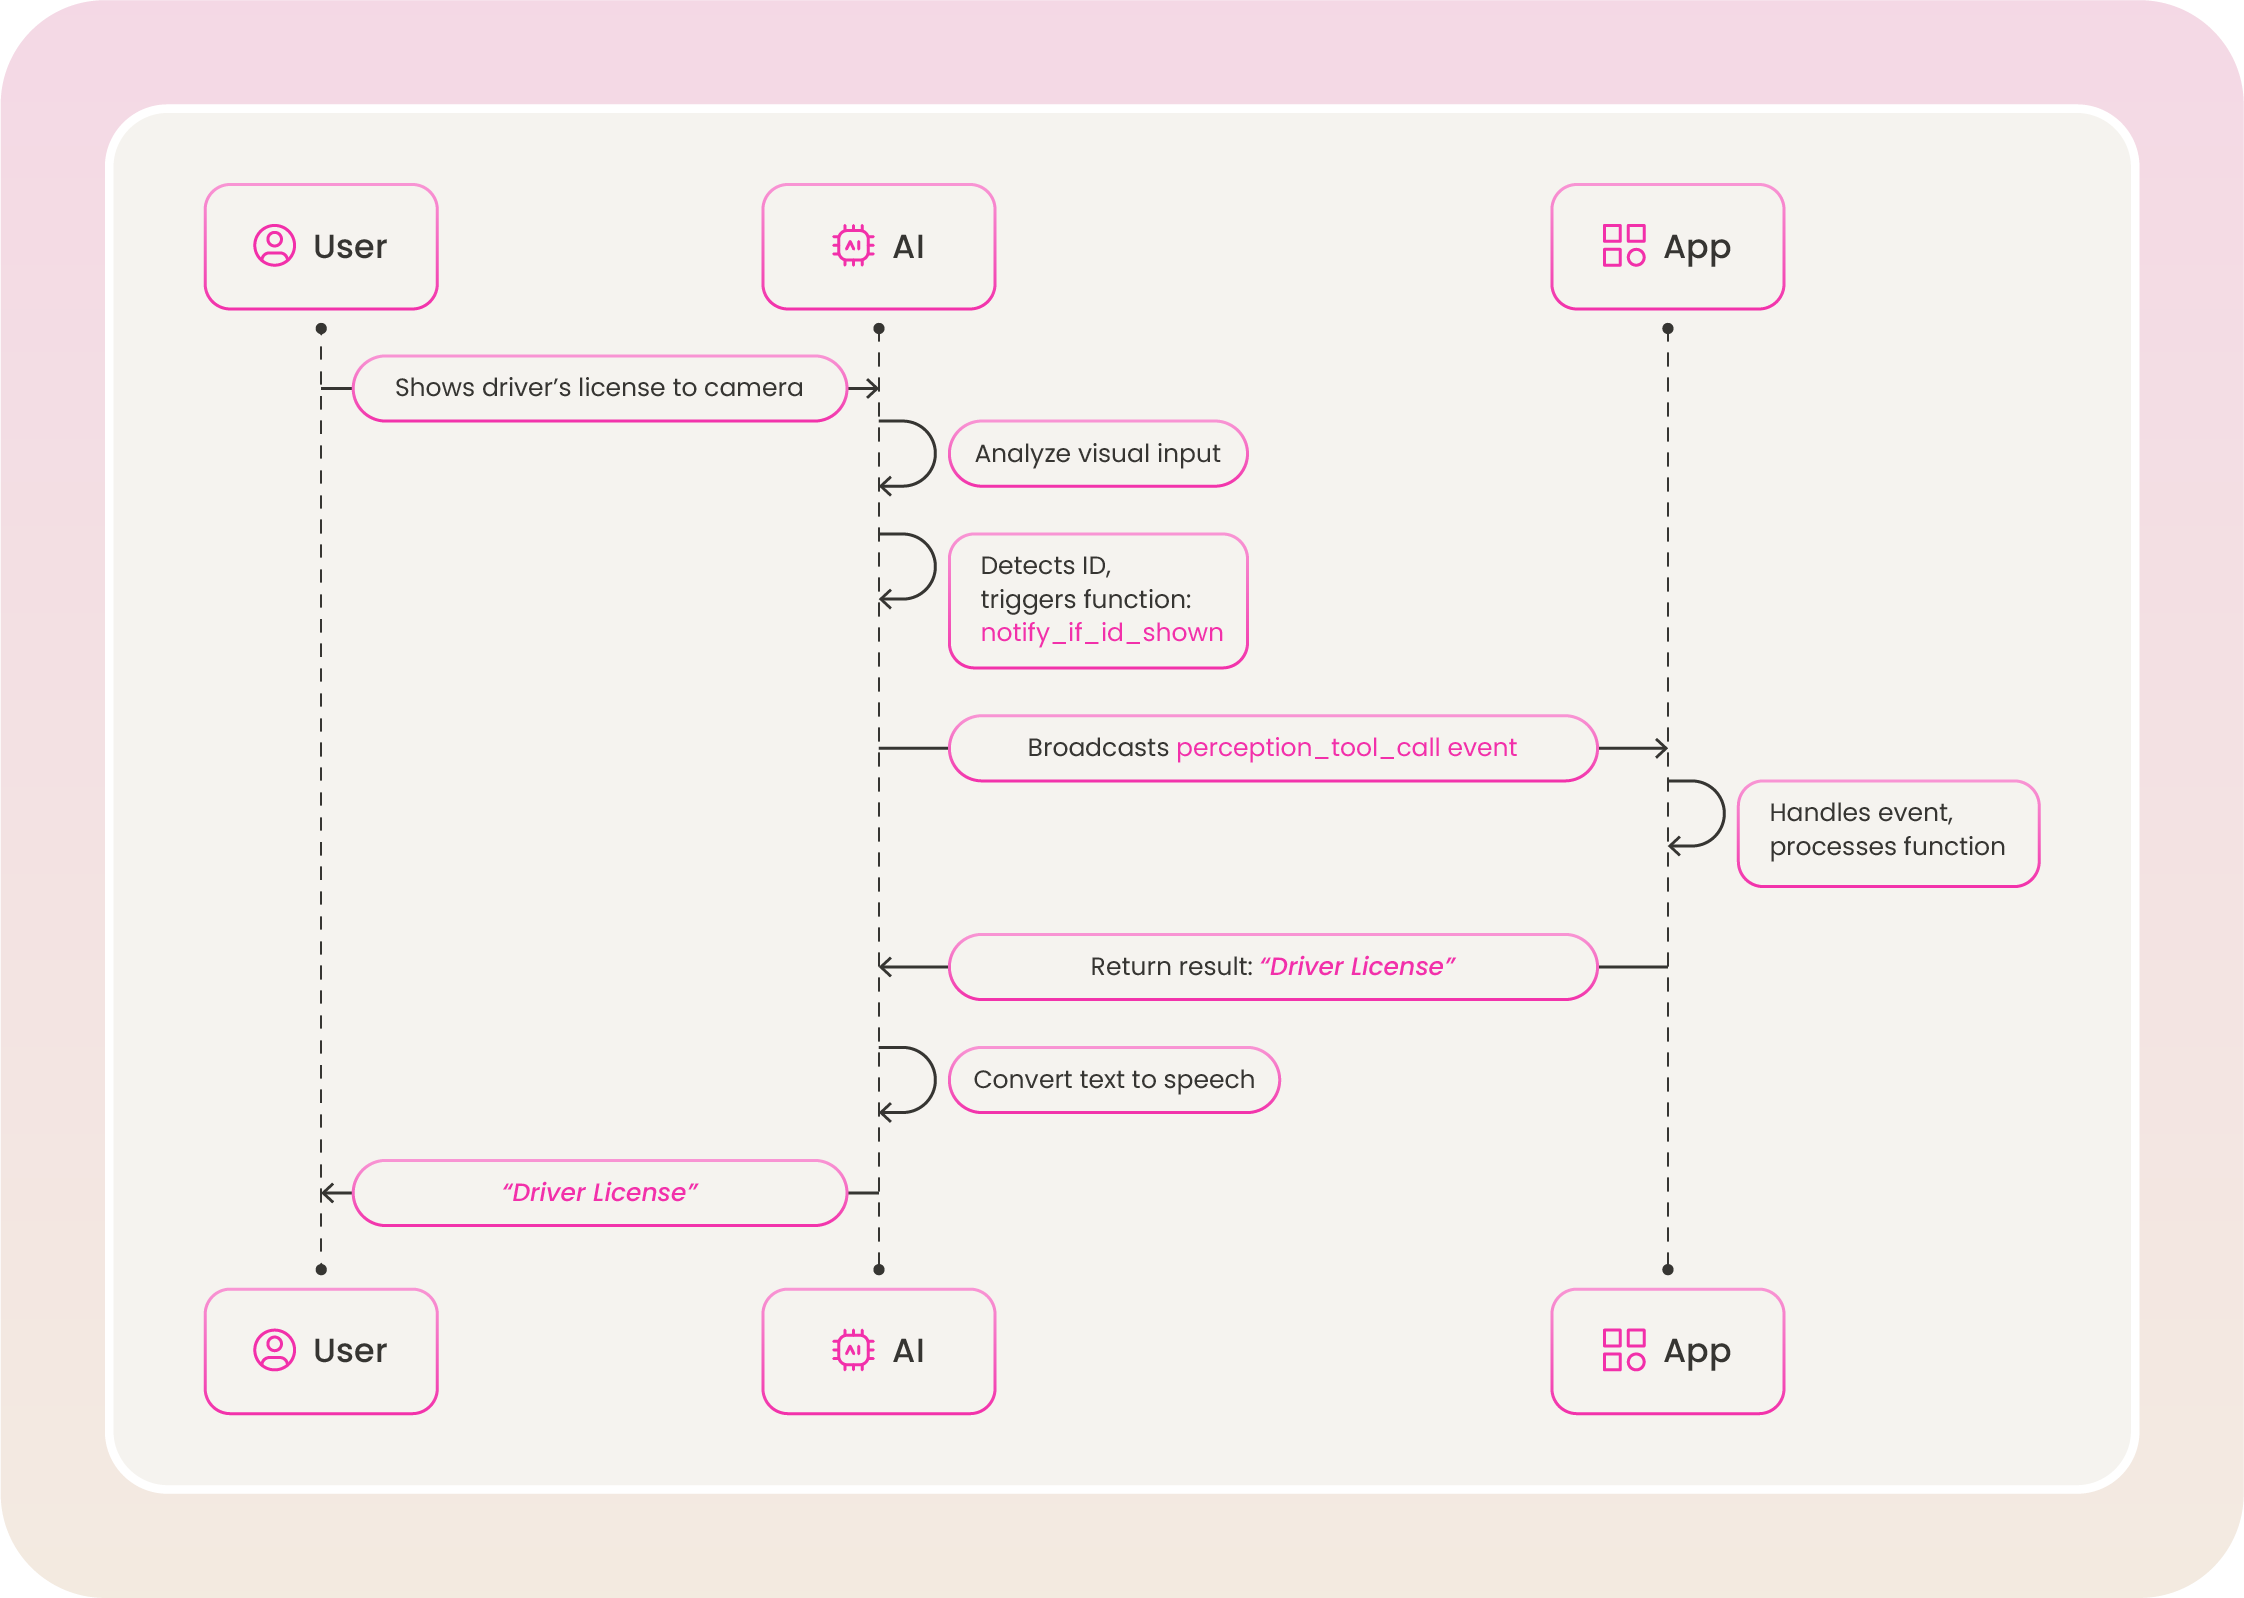 User
AI
App
Shows driver’s license to camera
Analyze visual input
Detects ID,
triggers function:
notify_if_id_shown
Broadcasts perception_tool_call event
Handles event,
processes function
Return result: “Driver License”
Convert text to speech
“Driver License”
User
AI
App